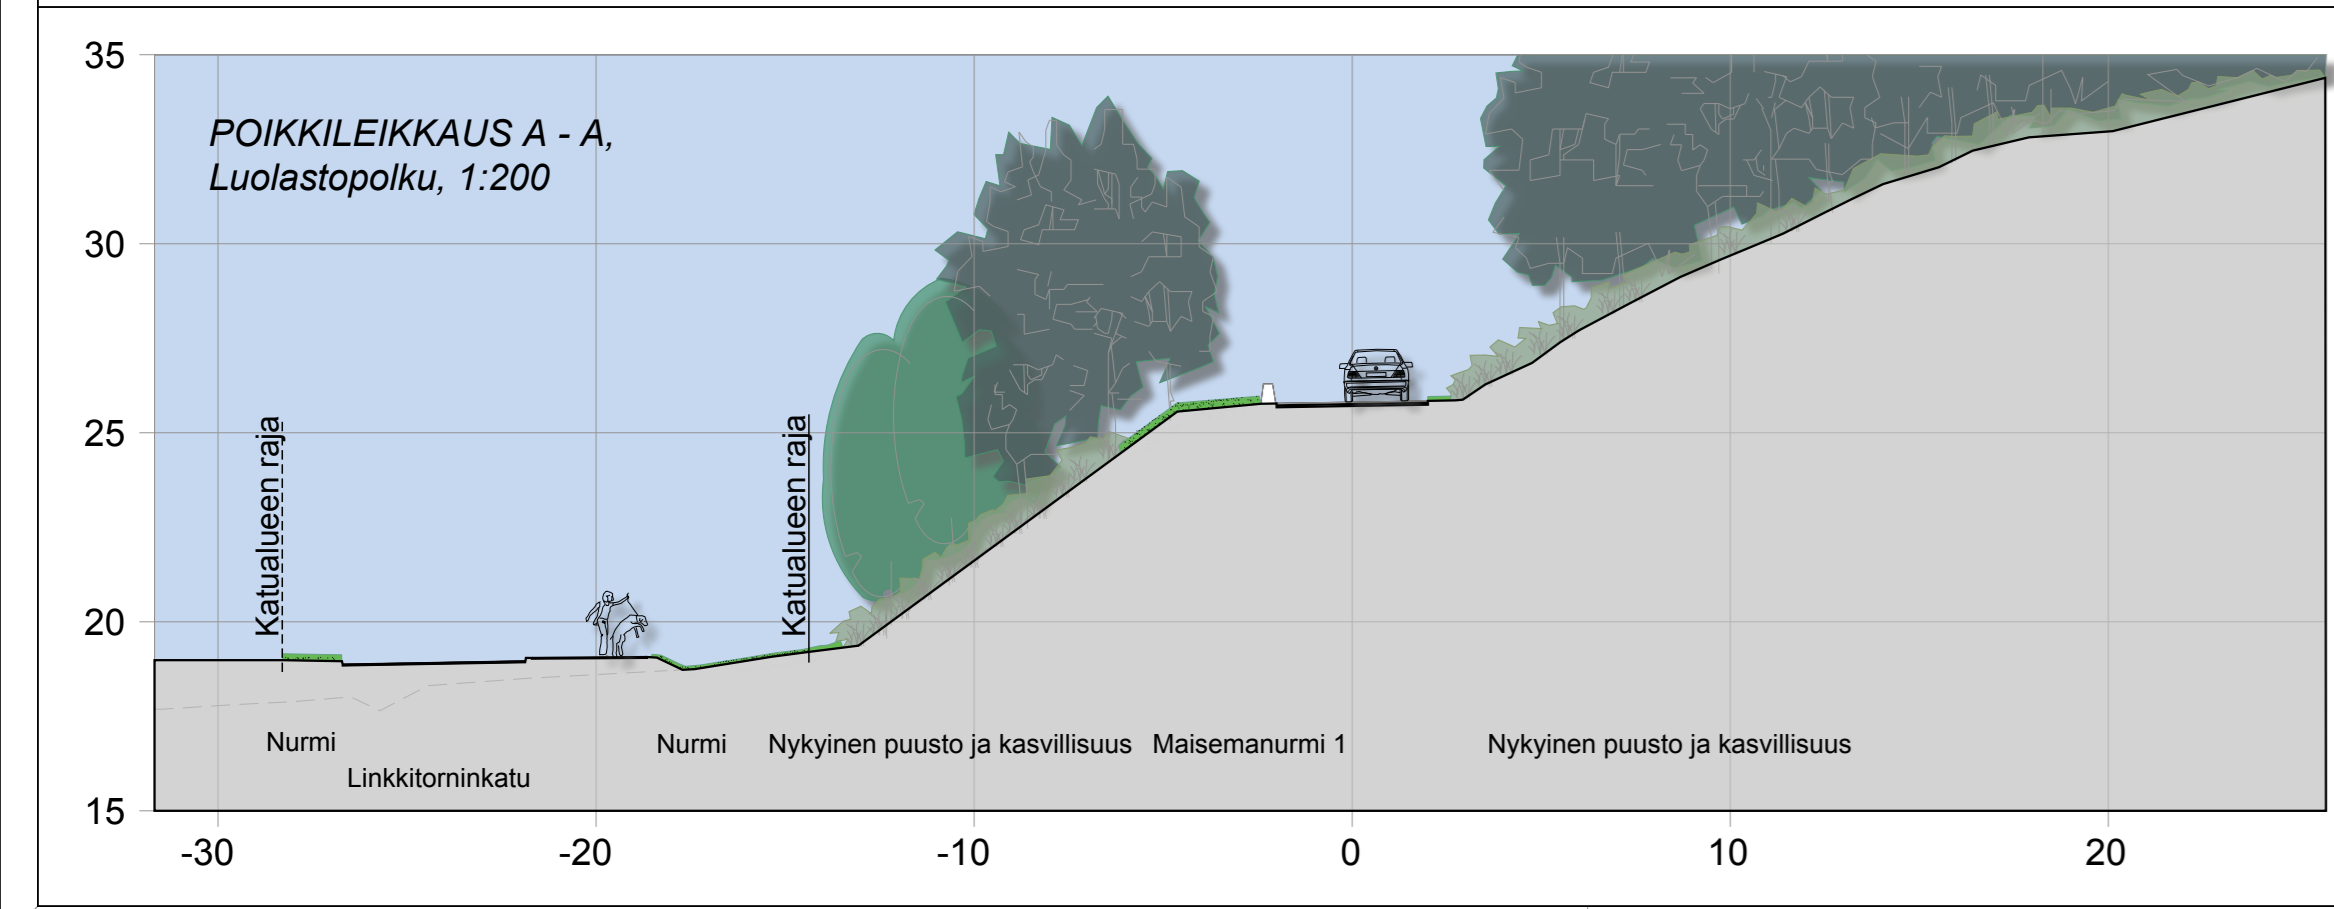 35
POIKKILEIKKAUS A - A,
Luolastopolku, 1:200
30
25
Katualueen raja
Katualueen raja
20
Nurmi
Nurmi
Nykyinen puusto ja kasvillisuus
Maisemanurmi 1
Nykyinen puusto ja kasvillisuus
Linkkitorninkatu
15
-30
-20
-10
0
10
20